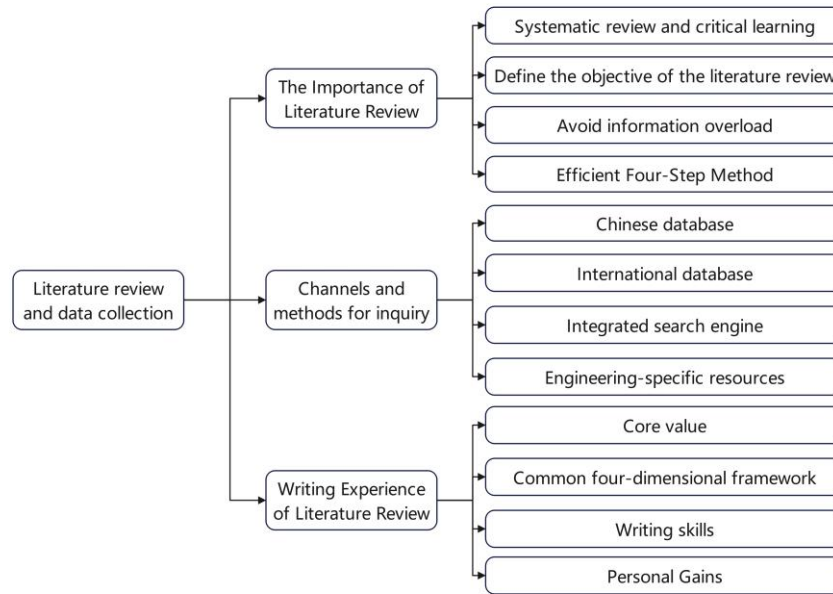 Literature review
and data collection
The Importance of
Literature Review
Systematic review and critical learning
Define the objective of the literature review
Avoid information overload
Efficient Four-Step Method
Channels and
methods for inquiry
Chinese database
International database
Integrated search engine
Engineering-specific resources
Writing Experience
of Literature Review
Core value
Common four-dimensional framework
Writing skills
Personal Gains